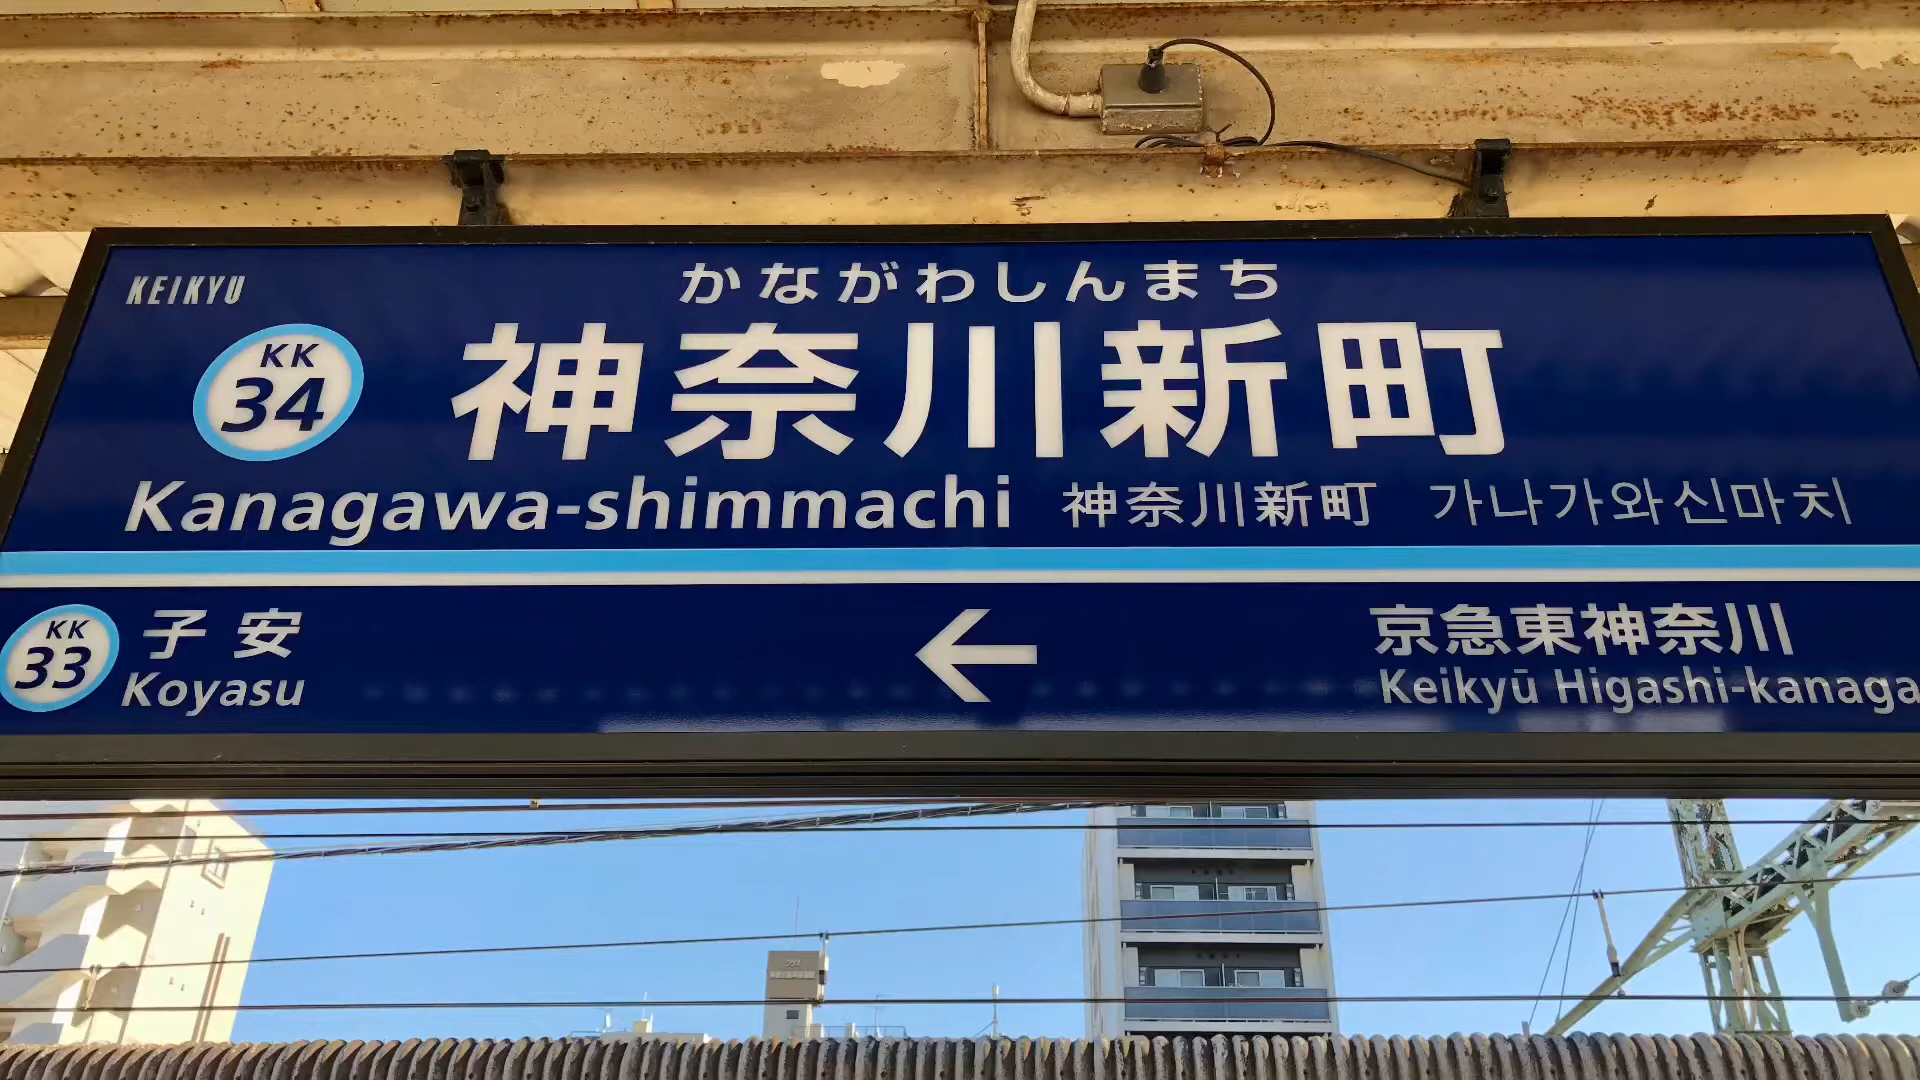 KEIKYU
かながわしんまち
KK
34
神奈川新町
Kanagawa-shimmachi 神奈川新町 가나가와신마치
KK
33
子安
Koyasu
←
京急東神奈川
Keikyū Higashi-kanaga